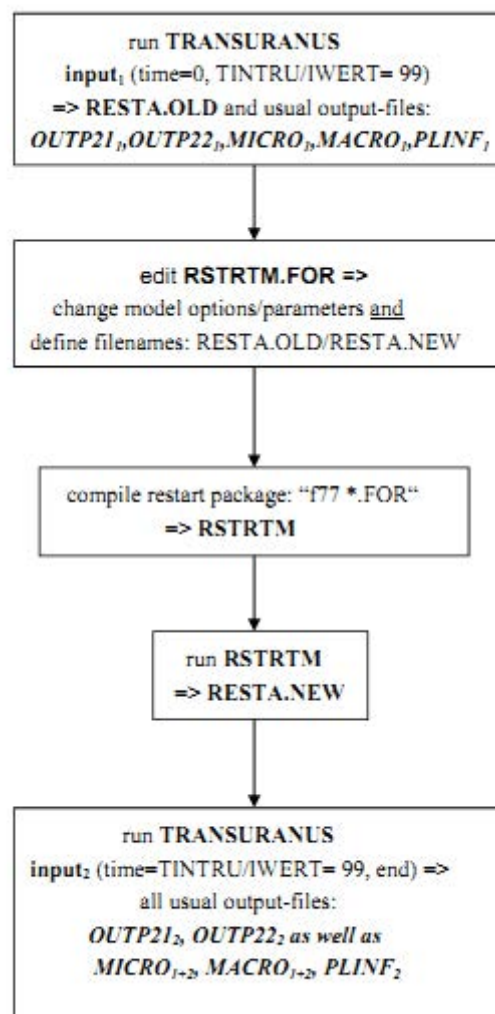 run TRANSURANUS
input₁ (time=0, TINTRU/IWERT= 99)
=> RESTA.OLD and usual output-files:
OUTP21₁,OUTP22₁,MICRO₁,MACRO₁,PLINF₁
edit RSTRTM.FOR =>
change model options/parameters and
define filenames: RESTA.OLD/RESTA.NEW
compile restart package: “f77 *.FOR“
=> RSTRTM
run RSTRTM
=> RESTA.NEW
run TRANSURANUS
input₂ (time=TINTRU/IWERT= 99, end) =>
all usual output-files:
OUTP21₂, OUTP22₂ as well as
MICRO₁₊₂, MACRO₁₊₂, PLINF₂